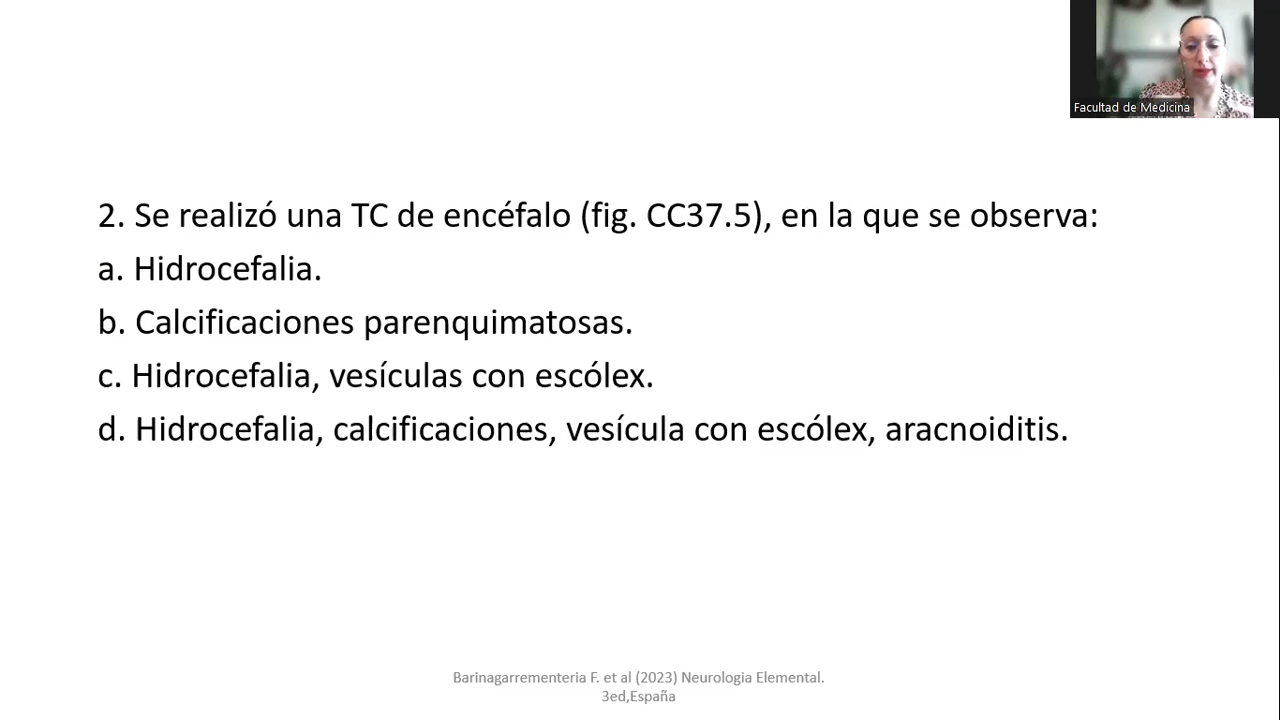 Facultad de Medicina
2. Se realizó una TC de encéfalo (fig. CC37.5), en la que se observa:
a. Hidrocefalia.
b. Calcificaciones parenquimatosas.
c. Hidrocefalia, vesículas con escólex.
d. Hidrocefalia, calcificaciones, vesícula con escólex, aracnoiditis.
Barinagarrementeria F. et al (2023) Neurologia Elemental.
3ed,España